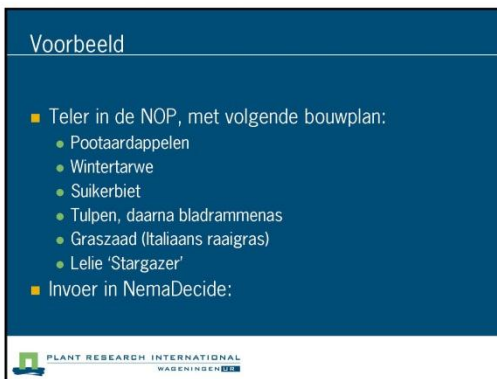 Voorbeeld
Teler in de NOP, met volgende bouwplan:
Pootaardappelen
Wintertarwe
Suikerbiet
Tulpen, daarna bladrammenas
Graszaad (Italiaans raaigras)
Lelie ‘Stargazer’
Invoer in NemaDecide:
PLANT RESEARCH INTERNATIONAL
WAGENINGEN UR